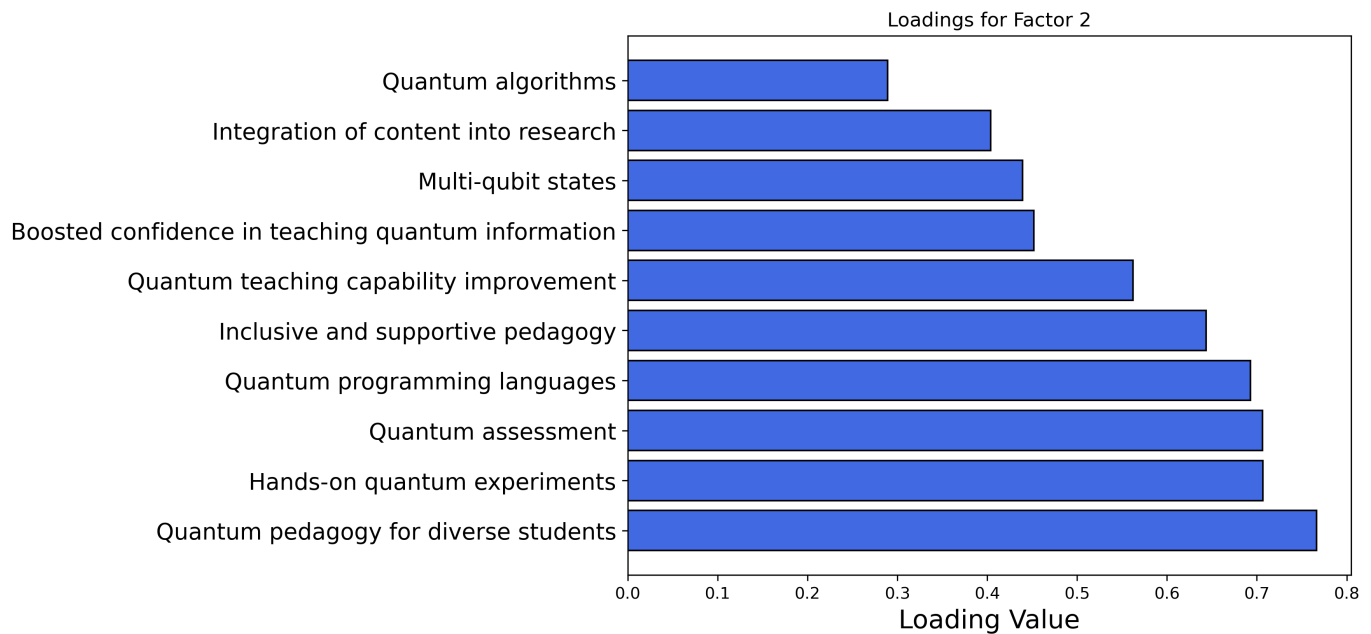 Loadings for Factor 2
Quantum algorithms
Integration of content into research
Multi-qubit states
Boosted confidence in teaching quantum information
Quantum teaching capability improvement
Inclusive and supportive pedagogy
Quantum programming languages
Quantum assessment
Hands-on quantum experiments
Quantum pedagogy for diverse students
0.0 0.1 0.2 0.3 0.4 0.5 0.6 0.7 0.8
Loading Value